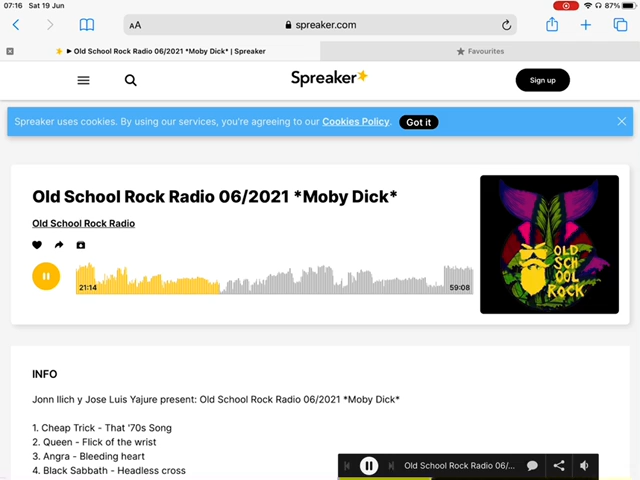 07:16 Sat 19 Jun
87%
AA
spreaker.com
▶ Old School Rock Radio 06/2021 *Moby Dick* | Spreaker
Favourites
Spreaker
Sign up
Spreaker uses cookies. By using our services, you're agreeing to our Cookies Policy. Got it
Old School Rock Radio 06/2021 *Moby Dick*
Old School Rock Radio
21:14
59:08
OLD
SCH
OOL
ROCK
INFO
Jonn Ilich y Jose Luis Yajure present: Old School Rock Radio 06/2021 *Moby Dick*
1. Cheap Trick - That '70s Song
2. Queen - Flick of the wrist
3. Angra - Bleeding heart
4. Black Sabbath - Headless cross
Old School Rock Radio 06/...